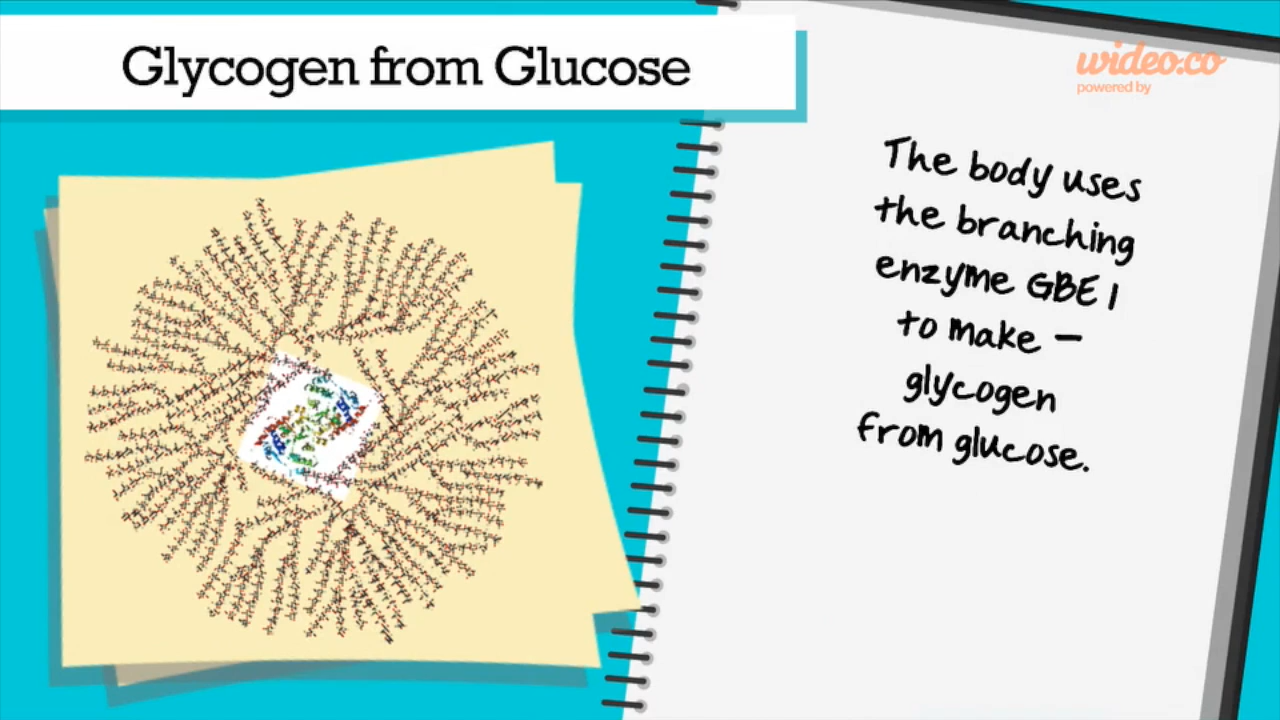 Glycogen from Glucose
wideo.co
powered by
The body uses
the branching
enzyme GBE1
to make –
glycogen
from glucose.